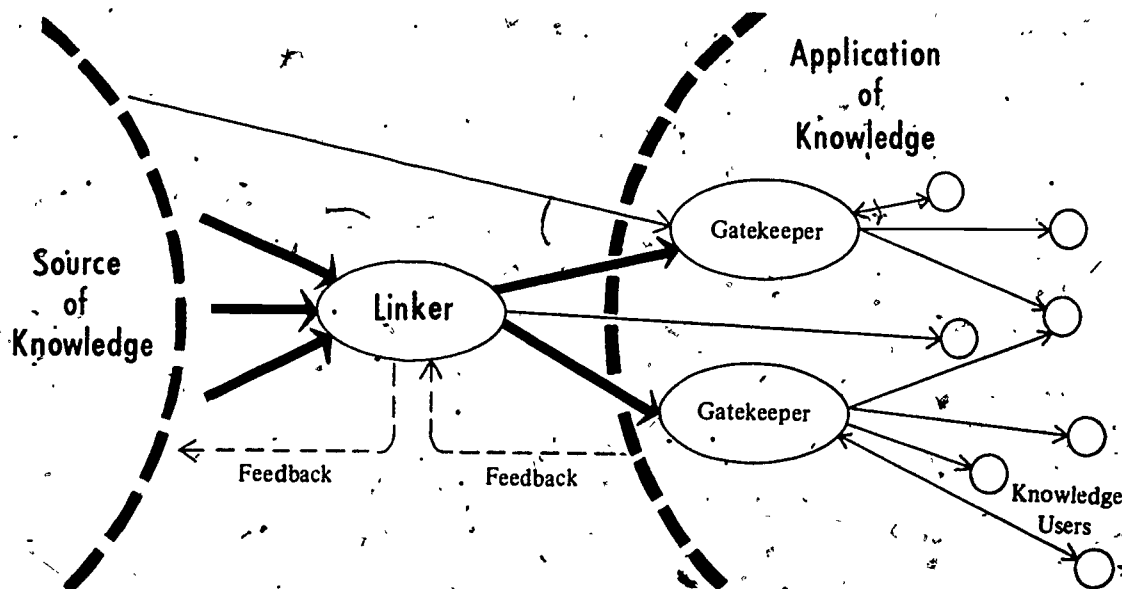 Application
of
Knowledge
Source
of
Knowledge
Linker
Gatekeeper
Gatekeeper
Feedback
Feedback
Knowledge
Users